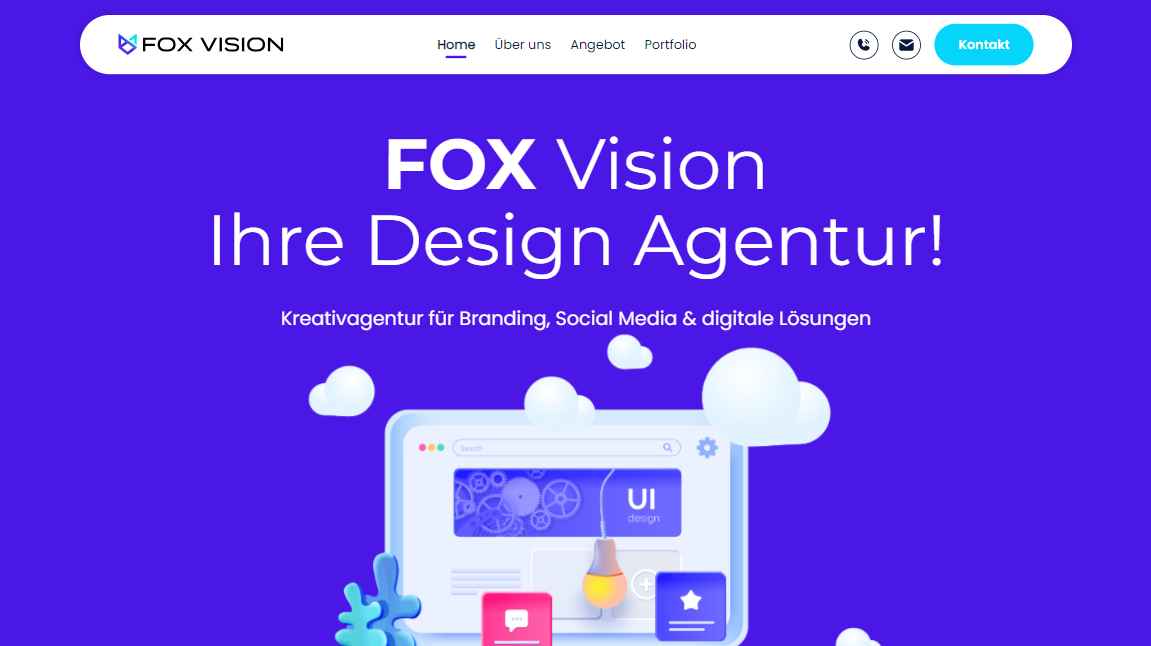 FOX VISION
Home Über uns Angebot Portfolio
Kontakt
FOX Vision
Ihre Design Agentur!
Kreativagentur für Branding, Social Media & digitale Lösungen
Search
UI
design